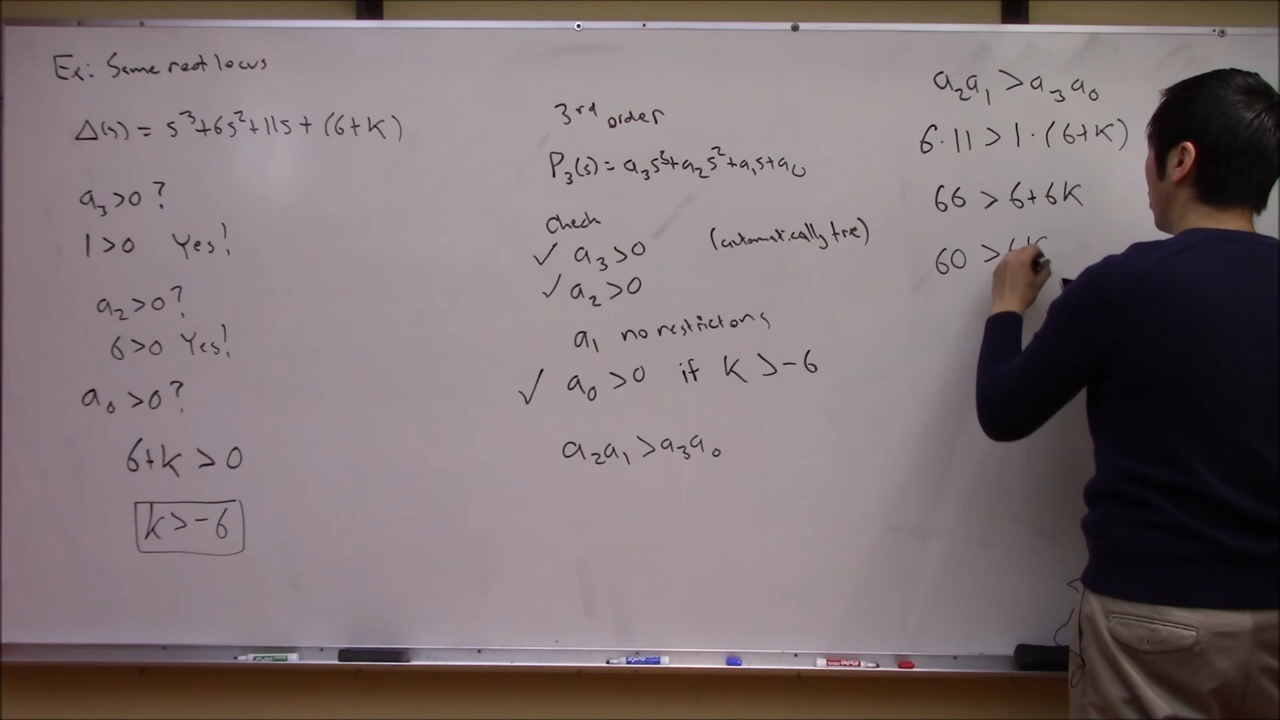 Ex: Same root locus
Δ(s) = s³+6s²+11s + (6+K)
a₃>0?
1>0 Yes!
a₂>0?
6>0 Yes!
a₀>0?
6+K > 0
K>-6
3rd order
P₃(s) = a₃s³+a₂s²+a₁s+a₀
Check
✓ a₃>0 (automatically true)
✓ a₂>0
a₁ no restrictions
✓ a₀>0 if K>-6
a₂a₁>a₃a₀
a₂a₁>a₃a₀
6·11>1·(6+K)
66>6+6K
60>6K